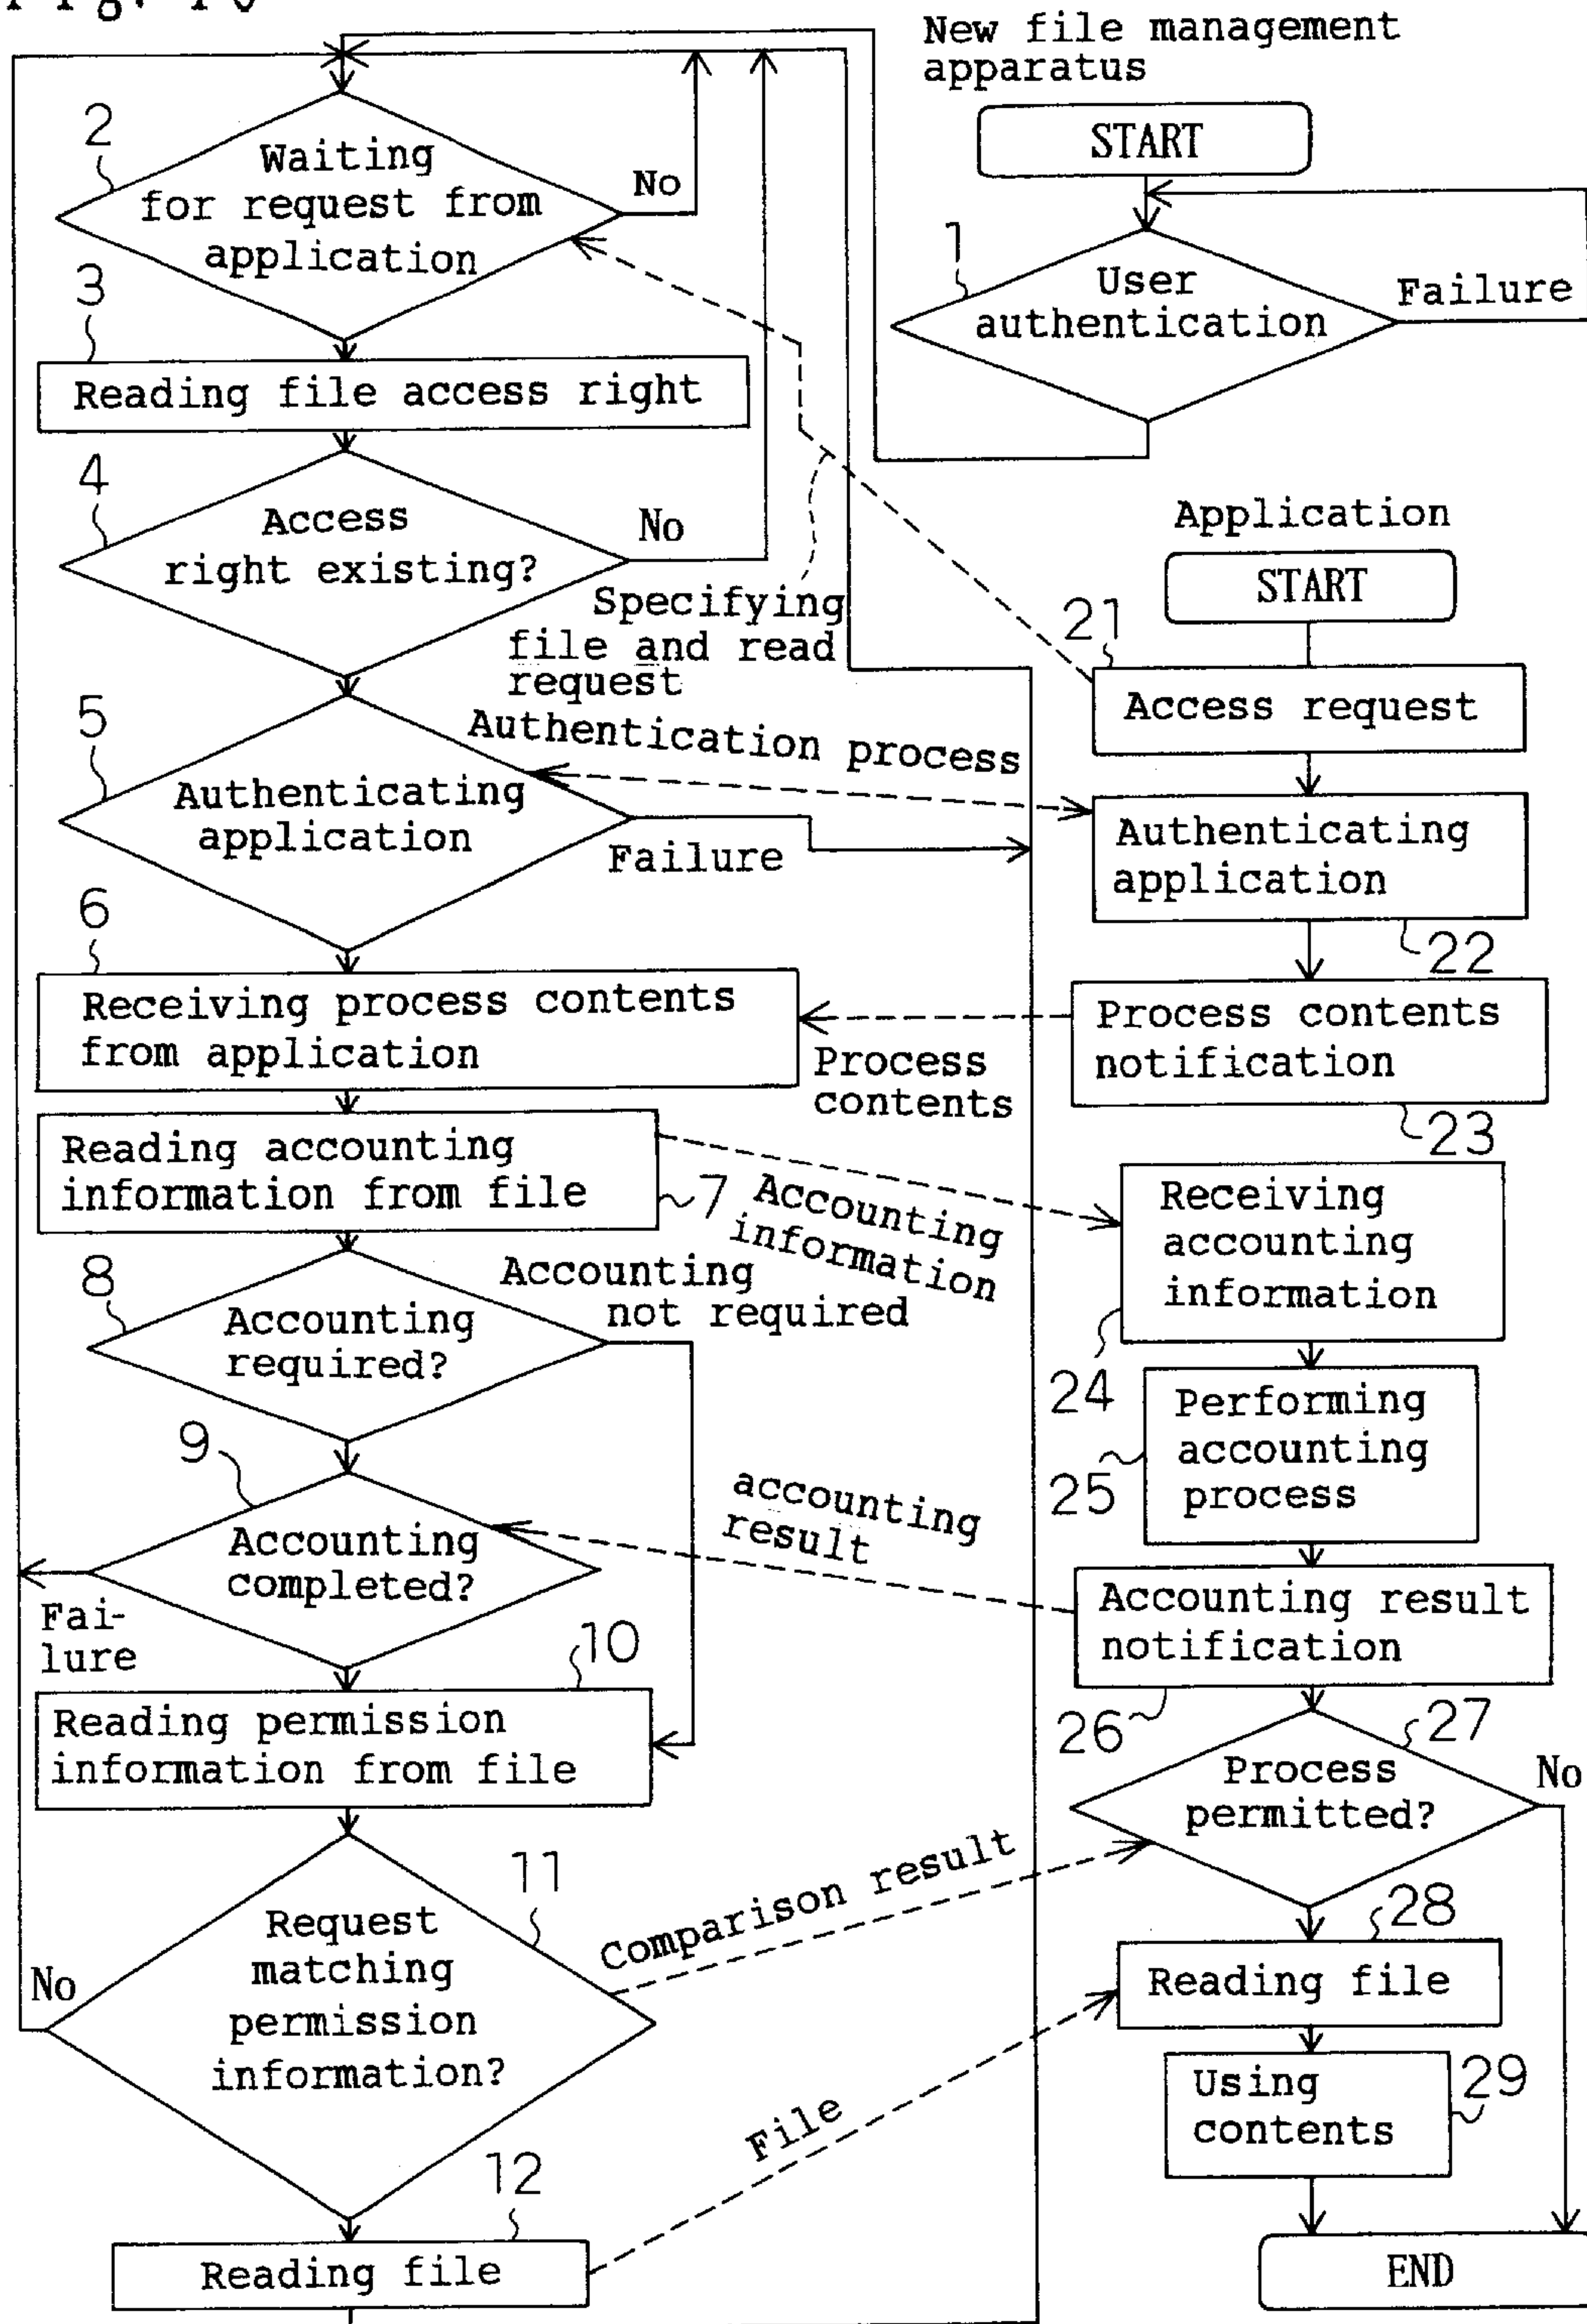 New file management
apparatus
START
1
User
authentication
Failure
2
Waiting
for request from
application
No
3
Reading file access right
4
Access
right existing?
No
Specifying
file and read
request
5
Authentication process
Authenticating
application
Failure
6
Receiving process contents
from application
Process
contents
Reading accounting
information from file
7
Accounting
information
8
Accounting
required?
Accounting
not required
9
Accounting
completed?
Fai-
lure
accounting
result
10
Reading permission
information from file
11
Request
matching
permission
information?
No
Comparison result
12
Reading file
File
Application
START
21
Access request
Authenticating
application
22
Process contents
notification
23
Receiving
accounting
information
24
Performing
accounting
process
25
Accounting result
notification
26
27
Process
permitted?
No
28
Reading file
Using
contents
29
END